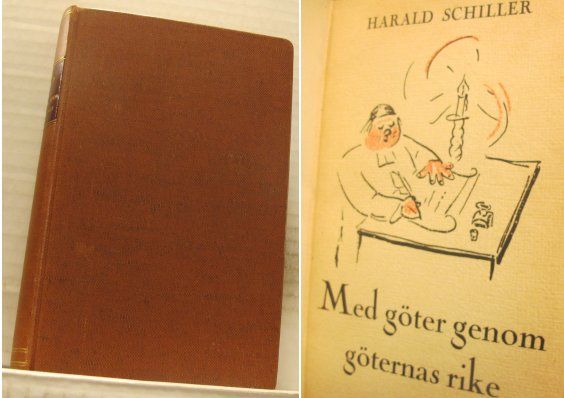 HARALD SCHILLER
Med göter genom
göternas rike